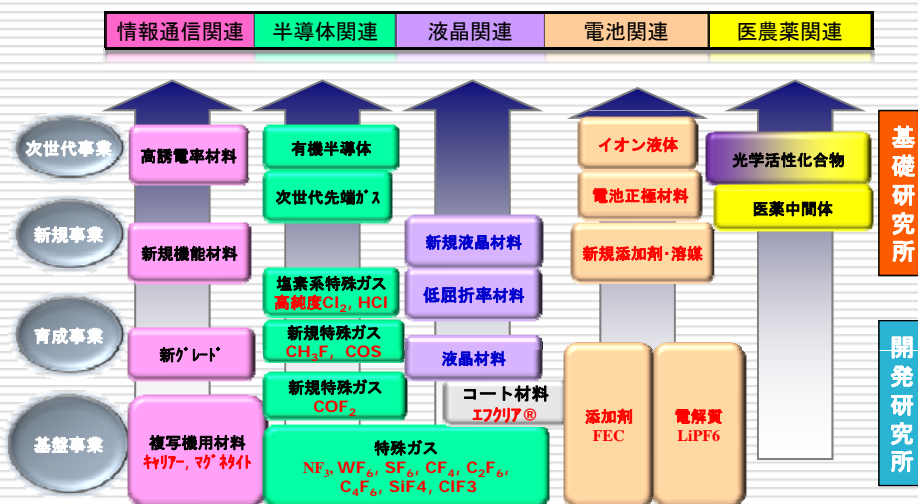 情報通信関連
半導体関連
液晶関連
電池関連
医農薬関連
次世代事業
新規事業
育成事業
基盤事業
高誘電率材料
新規機能材料
新グレード
複写機用材料
キャリアー, マグネタイト
有機半導体
次世代先端ガス
塩素系特殊ガス
高純度Cl₂, HCl
新規特殊ガス
CH₃F, COS
新規特殊ガス
COF₂
特殊ガス
NF₃, WF₆, SF₆, CF₄, C₂F₆,
C₄F₆, SiF4, ClF3
新規液晶材料
低屈折率材料
液晶材料
コート材料
エフクリア®
イオン液体
電池正極材料
新規添加剤・溶媒
添加剤
FEC
電解質
LiPF6
光学活性化合物
医薬中間体
基礎研究所
開発研究所